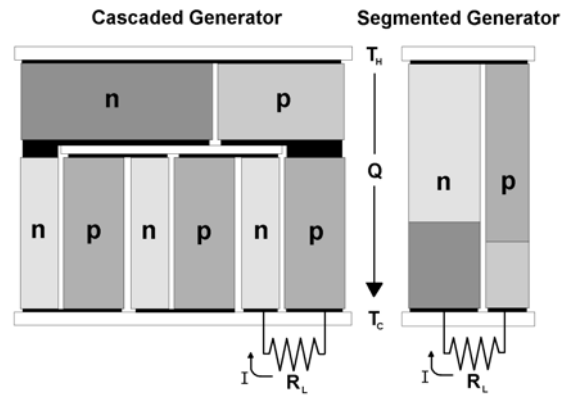 Cascaded Generator
Segmented Generator
T_H
n p
n p
Q
n p n p n p
T_C
I R_L
I R_L